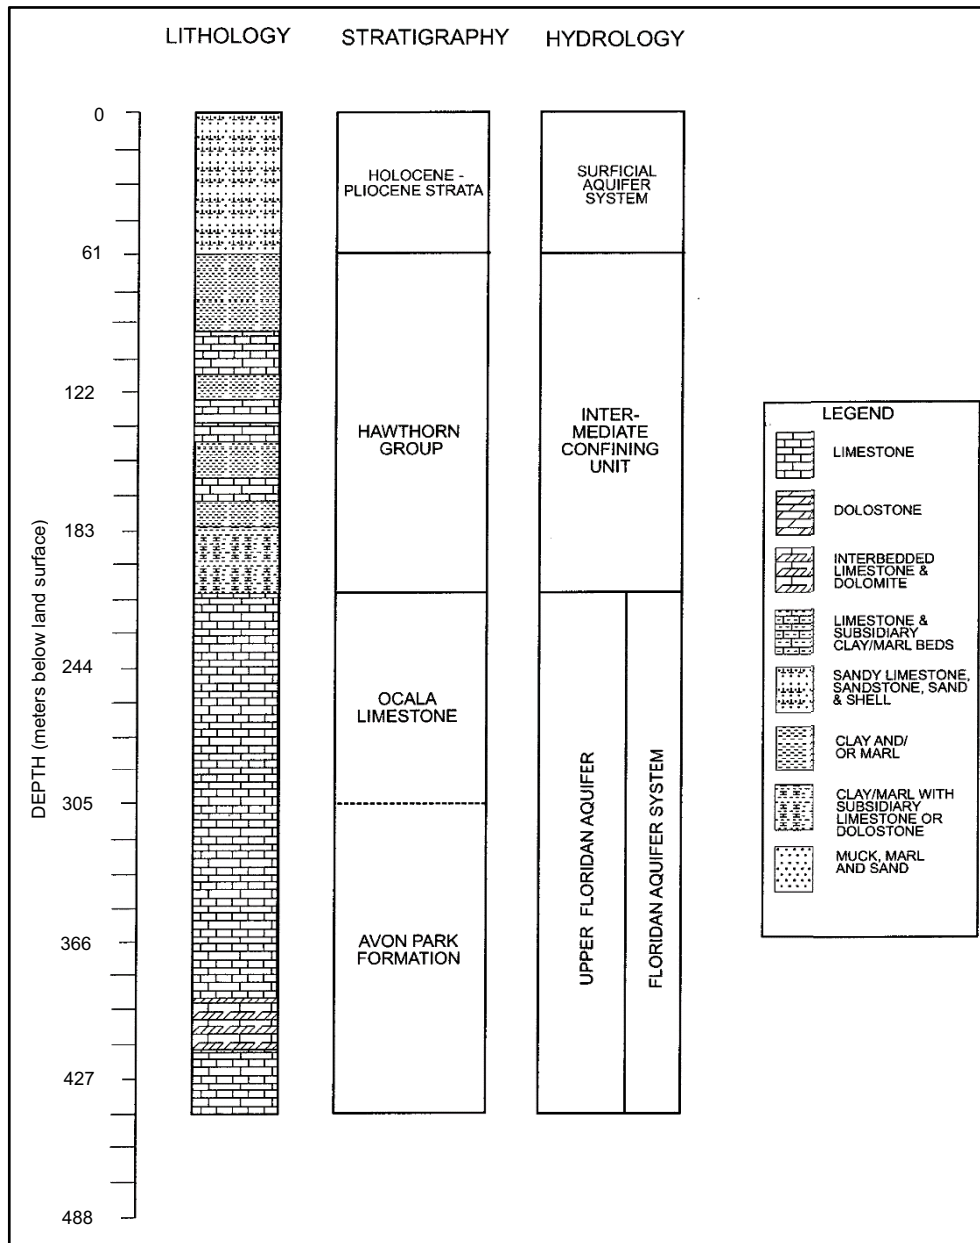 LITHOLOGY
STRATIGRAPHY
HYDROLOGY
DEPTH (meters below land surface)
0
61
122
183
244
305
366
427
488
HOLOCENE -
PLIOCENE STRATA
HAWTHORN
GROUP
OCALA
LIMESTONE
AVON PARK
FORMATION
SURFICIAL
AQUIFER
SYSTEM
INTER-
MEDIATE
CONFINING
UNIT
UPPER FLORIDAN AQUIFER
FLORIDAN AQUIFER SYSTEM
LEGEND
LIMESTONE
DOLOSTONE
INTERBEDDED
LIMESTONE &
DOLOMITE
LIMESTONE &
SUBSIDIARY
CLAY/MARL BEDS
SANDY LIMESTONE,
SANDSTONE, SAND
& SHELL
CLAY AND/
OR MARL
CLAY/MARL WITH
SUBSIDIARY
LIMESTONE OR
DOLOSTONE
MUCK, MARL
AND SAND